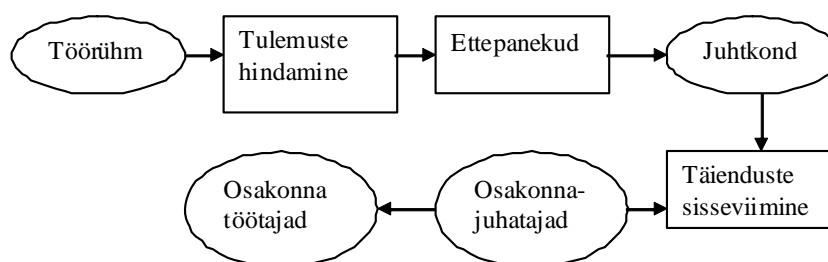 Töörühm
Tulemuste
hindamine
Ettepanekud
Juhtkond
Täienduste
sisseviimine
Osakonna-
juhatajad
Osakonna
töötajad